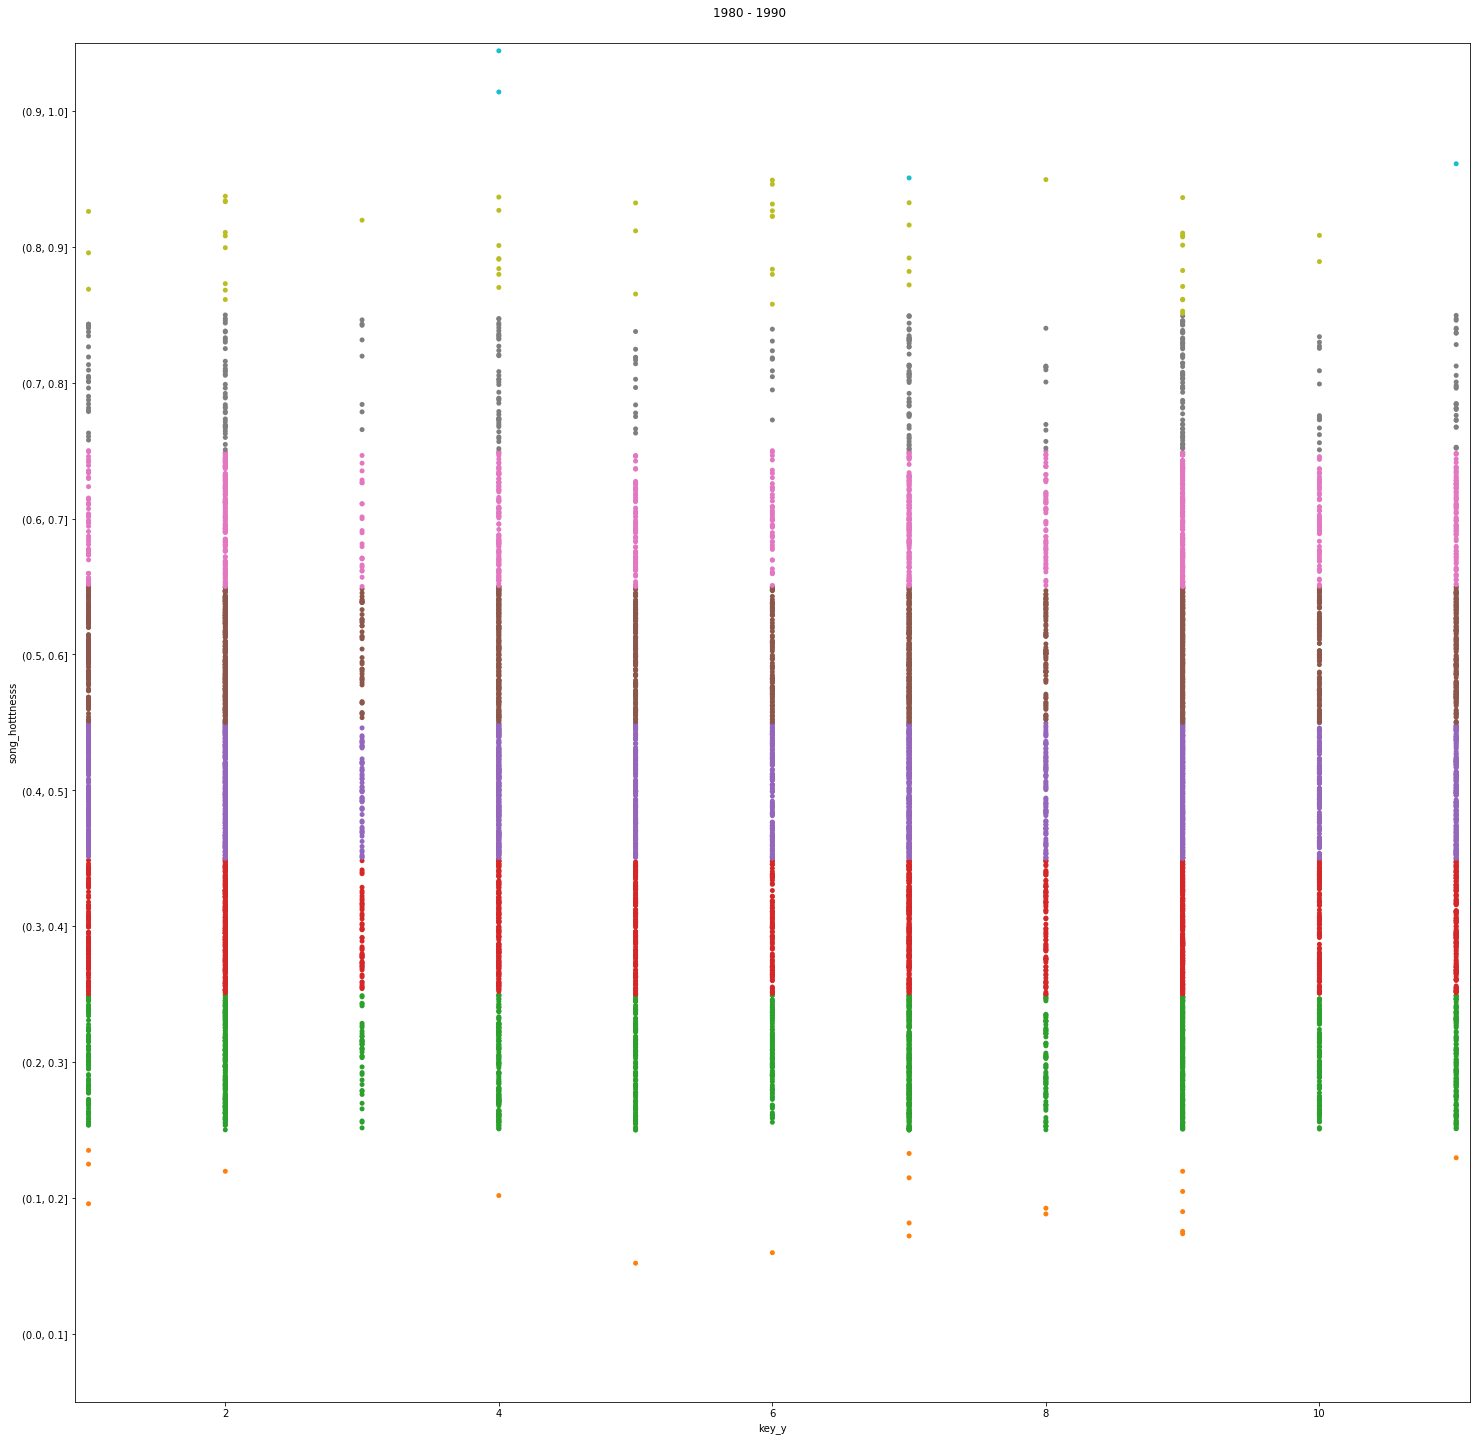 1980 - 1990
(0.9, 1.0]
(0.8, 0.9]
(0.7, 0.8]
(0.6, 0.7]
(0.5, 0.6]
(0.4, 0.5]
(0.3, 0.4]
(0.2, 0.3]
(0.1, 0.2]
(0.0, 0.1]
song_hotttnesss
2 4 6 8 10
key_y